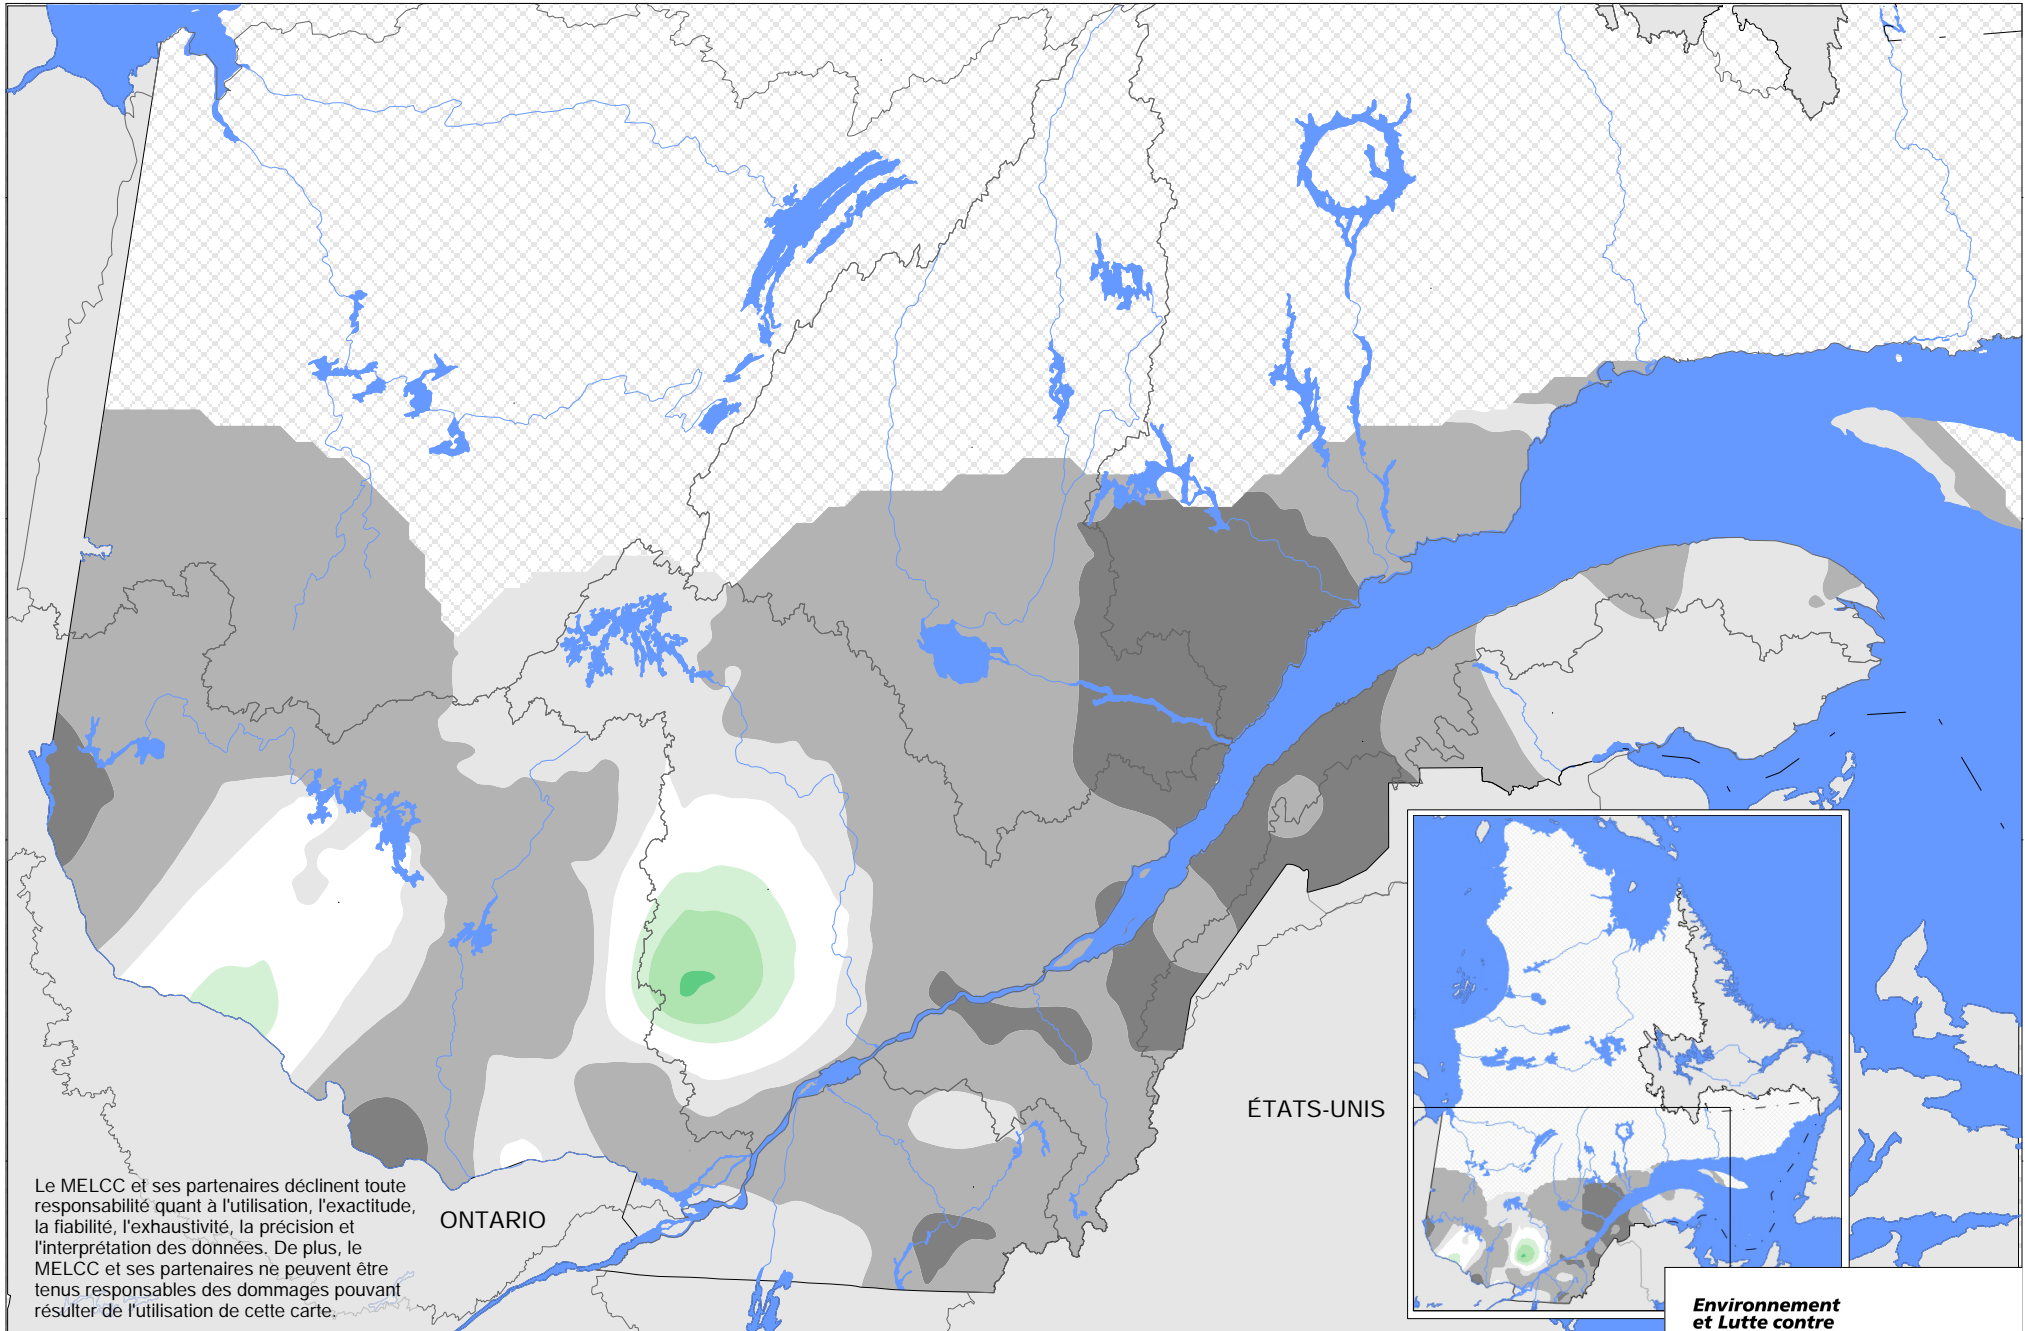 ÉTATS-UNIS
Le MELCC et ses partenaires déclinent toute
responsabilité quant à l'utilisation, l'exactitude,
la fiabilité, l'exhaustivité, la précision et
l'interprétation des données. De plus, le
MELCC et ses partenaires ne peuvent être
tenus responsables des dommages pouvant
résulter de l'utilisation de cette carte.
ONTARIO
Environnement
et Lutte contre